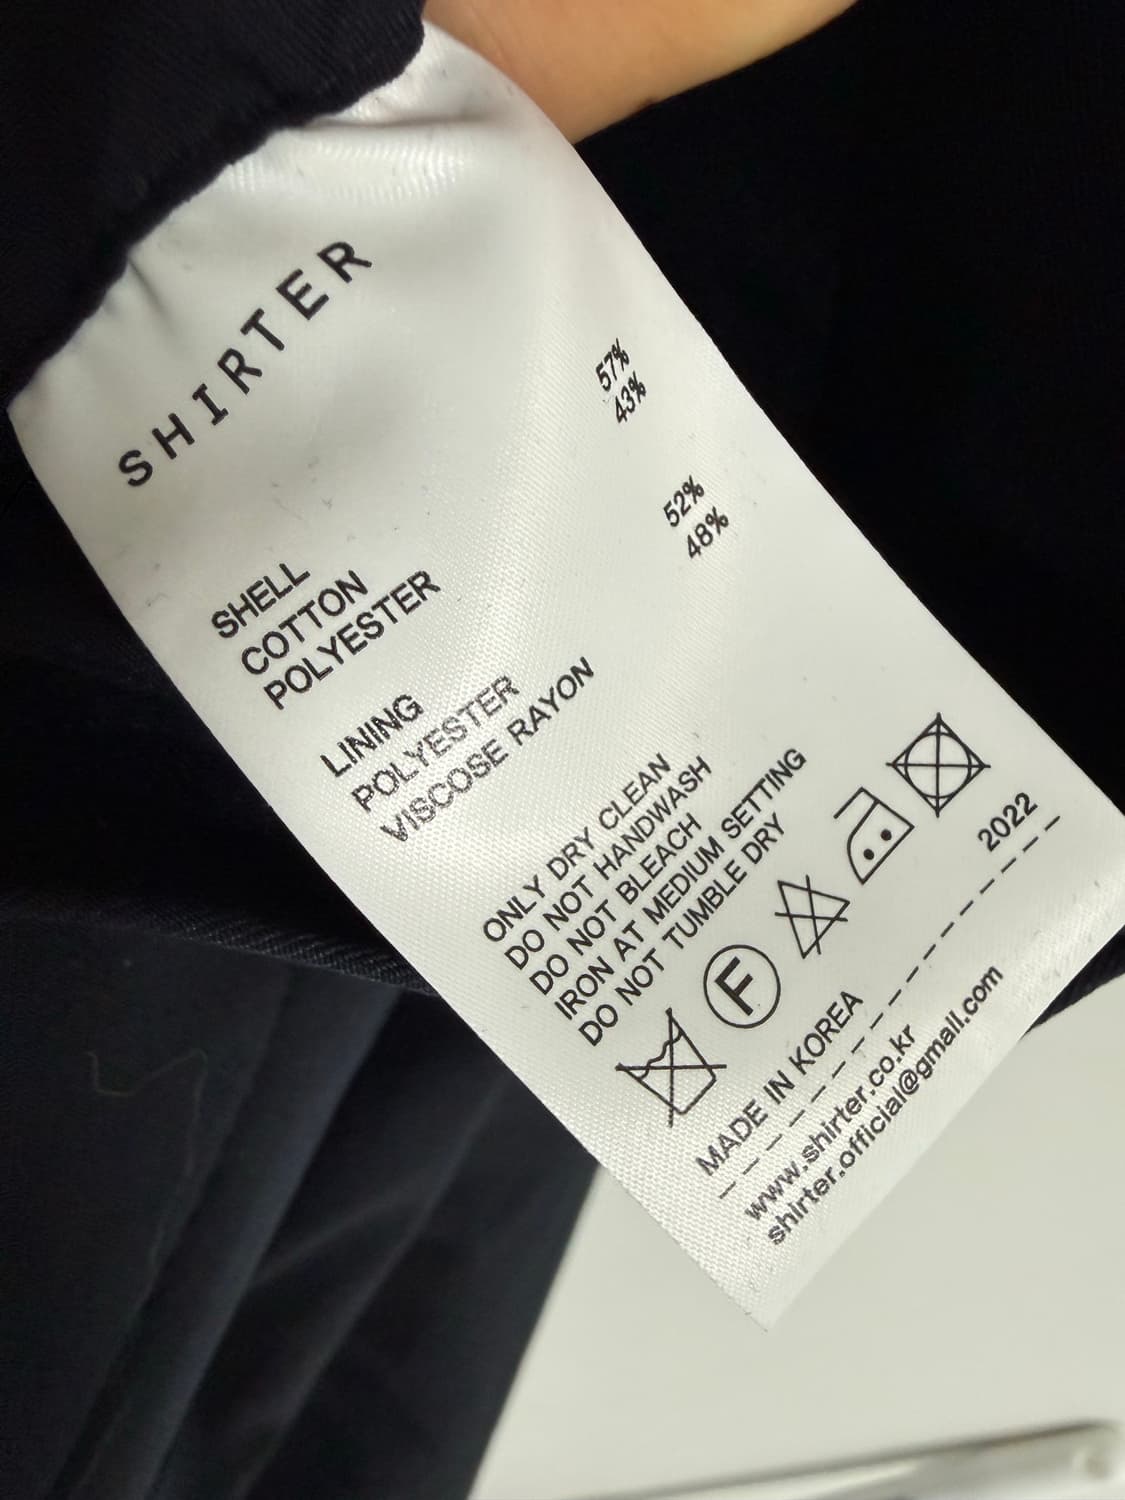 SHIRTER
SHELL
COTTON 57%
POLYESTER 43%
LINING
POLYESTER 52%
VISCOSE RAYON 48%
ONLY DRY CLEAN
DO NOT HANDWASH
DO NOT BLEACH
IRON AT MEDIUM SETTING
DO NOT TUMBLE DRY
F
MADE IN KOREA 2022
www.shirter.co.kr
shirter.official@gmail.com